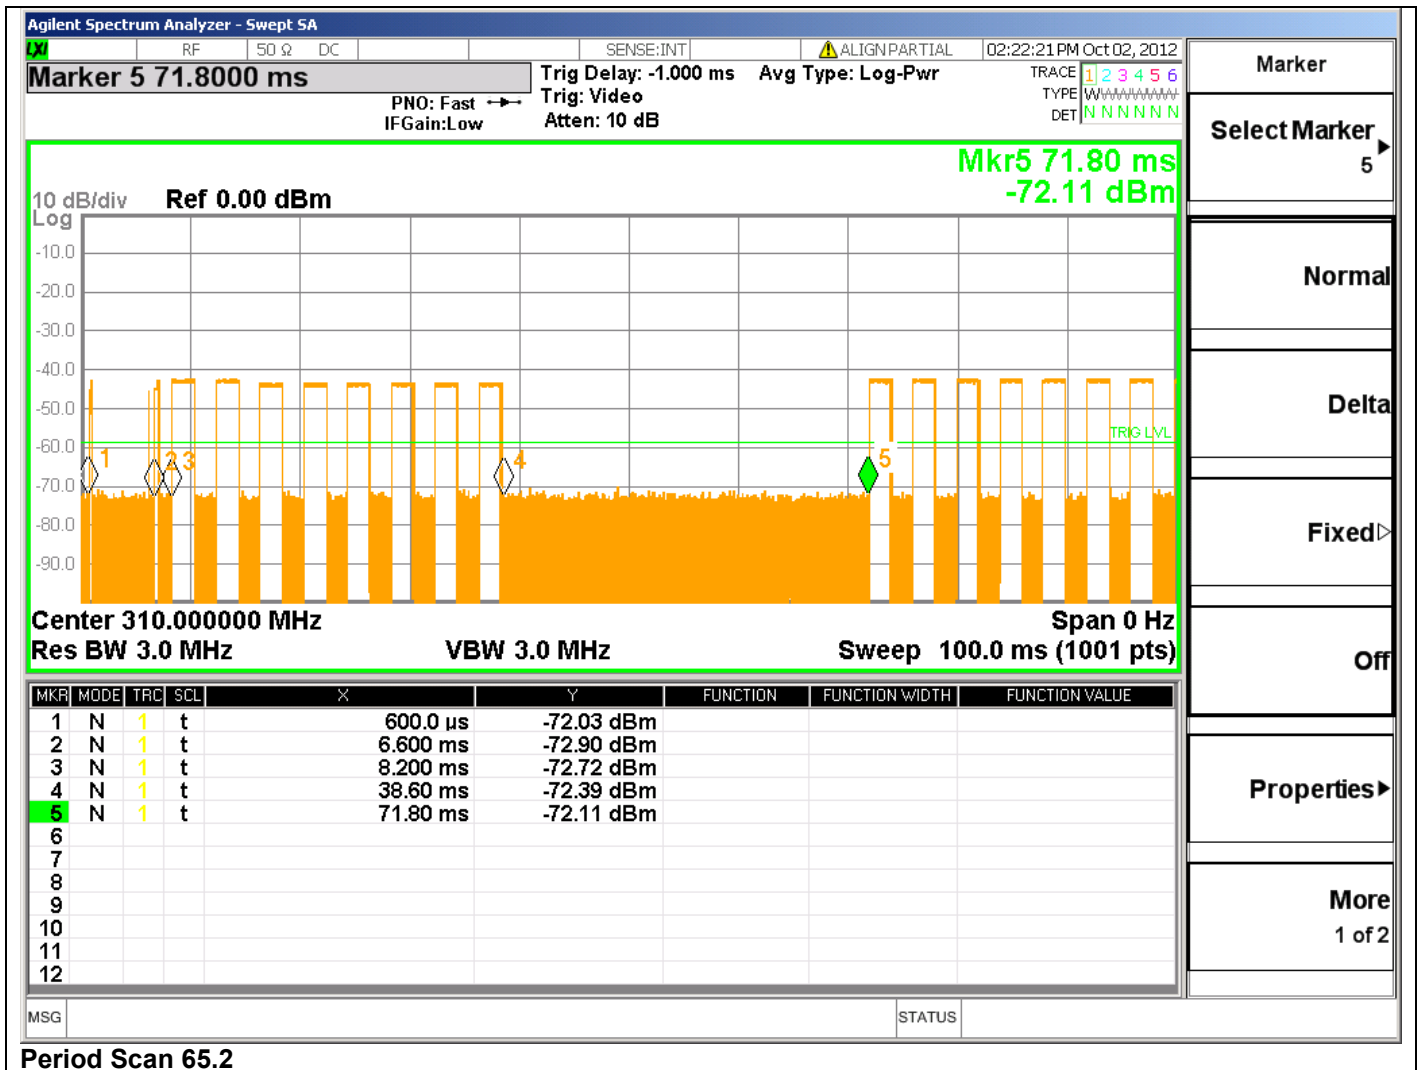 Agilent Spectrum Analyzer - Swept SA
LXI RF 50 Ω DC SENSE:INT ALIGN PARTIAL 02:22:21 PM Oct 02, 2012
Marker 5 71.8000 ms
PNO: Fast
IFGain:Low
Trig Delay: -1.000 ms
Trig: Video
Atten: 10 dB
Avg Type: Log-Pwr
TRACE 1 2 3 4 5 6
TYPE WWWWWW
DET N N N N N N
Mkr5 71.80 ms
-72.11 dBm
10 dB/div Ref 0.00 dBm
Log
-10.0
-20.0
-30.0
-40.0
-50.0
-60.0
-70.0
-80.0
-90.0
TRIG LVL
1 2 3 4 5
Center 310.000000 MHz Span 0 Hz
Res BW 3.0 MHz VBW 3.0 MHz Sweep 100.0 ms (1001 pts)
MKR MODE TRC SCL X Y FUNCTION FUNCTION WIDTH FUNCTION VALUE
1 N 1 t 600.0 µs -72.03 dBm
2 N 1 t 6.600 ms -72.90 dBm
3 N 1 t 8.200 ms -72.72 dBm
4 N 1 t 38.60 ms -72.39 dBm
5 N 1 t 71.80 ms -72.11 dBm
6
7
8
9
10
11
12
MSG STATUS
Marker
Select Marker
5
Normal
Delta
Fixed
Off
Properties
More
1 of 2
Period Scan 65.2